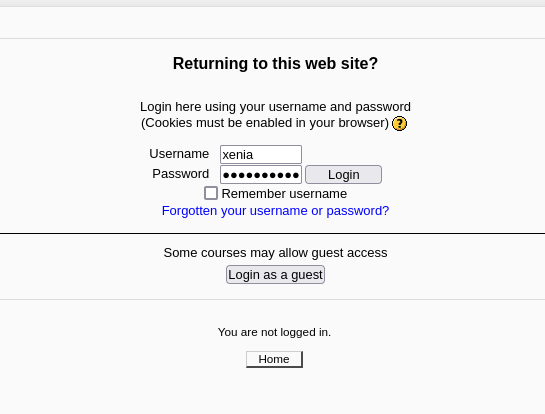 Returning to this web site?
Login here using your username and password
(Cookies must be enabled in your browser) ?
Username xenia
Password ●●●●●●●●●● Login
Remember username
Forgotten your username or password?
Some courses may allow guest access
Login as a guest
You are not logged in.
Home